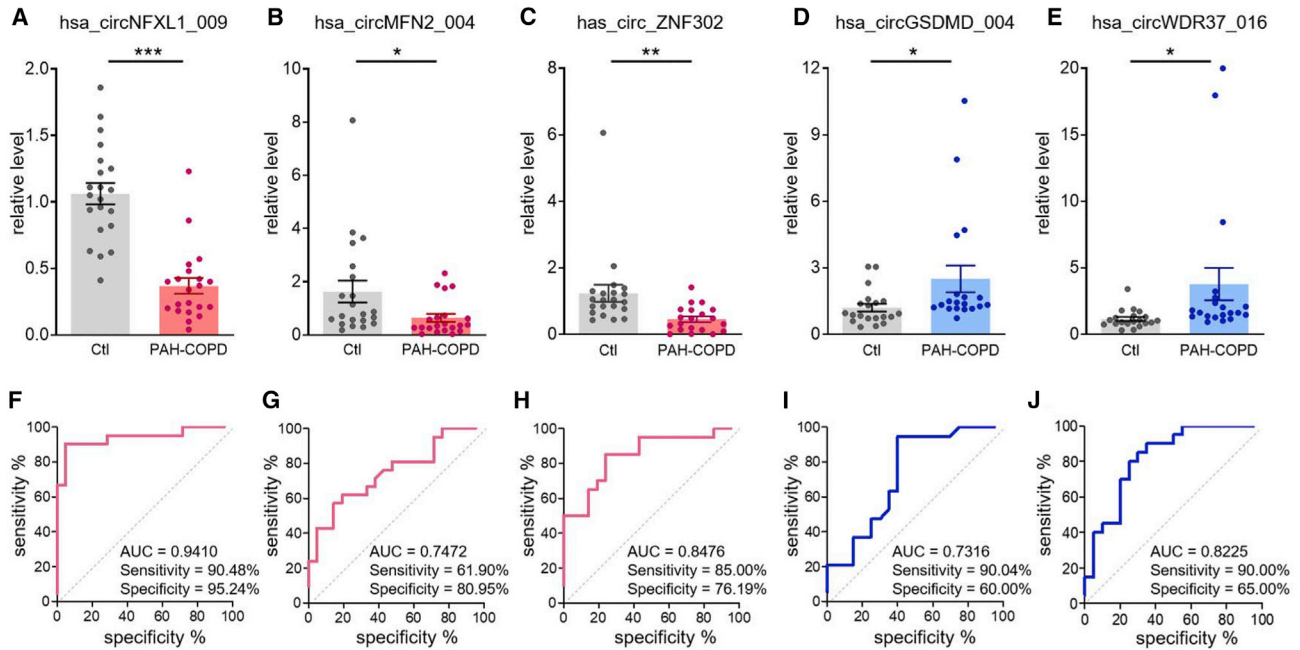 A hsa_circNFXL1_009
***
relative level
2.0
1.5
1.0
0.5
0.0
Ctl PAH-COPD
B hsa_circMFN2_004
*
relative level
10
8
6
4
2
0
Ctl PAH-COPD
C has_circ_ZNF302
**
relative level
8
6
4
2
0
Ctl PAH-COPD
D hsa_circGSDMD_004
*
relative level
12
9
6
3
0
Ctl PAH-COPD
E hsa_circWDR37_016
*
relative level
20
15
10
5
0
Ctl PAH-COPD
F
sensitivity %
100
80
60
40
20
0
AUC = 0.9410
Sensitivity = 90.48%
Specificity = 95.24%
0 20 40 60 80 100
specificity %
G
sensitivity %
100
80
60
40
20
0
AUC = 0.7472
Sensitivity = 61.90%
Specificity = 80.95%
0 20 40 60 80 100
specificity %
H
sensitivity %
100
80
60
40
20
0
AUC = 0.8476
Sensitivity = 85.00%
Specificity = 76.19%
0 20 40 60 80 100
specificity %
I
sensitivity %
100
80
60
40
20
0
AUC = 0.7316
Sensitivity = 90.04%
Specificity = 60.00%
0 20 40 60 80 100
specificity %
J
sensitivity %
100
80
60
40
20
0
AUC = 0.8225
Sensitivity = 90.00%
Specificity = 65.00%
0 20 40 60 80 100
specificity %